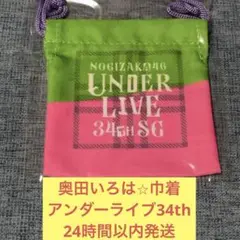 NOGIZAKA46
UNDER
LIVE
34TH SG
奥田いろは☆巾着
アンダーライブ34th
24時間以内発送